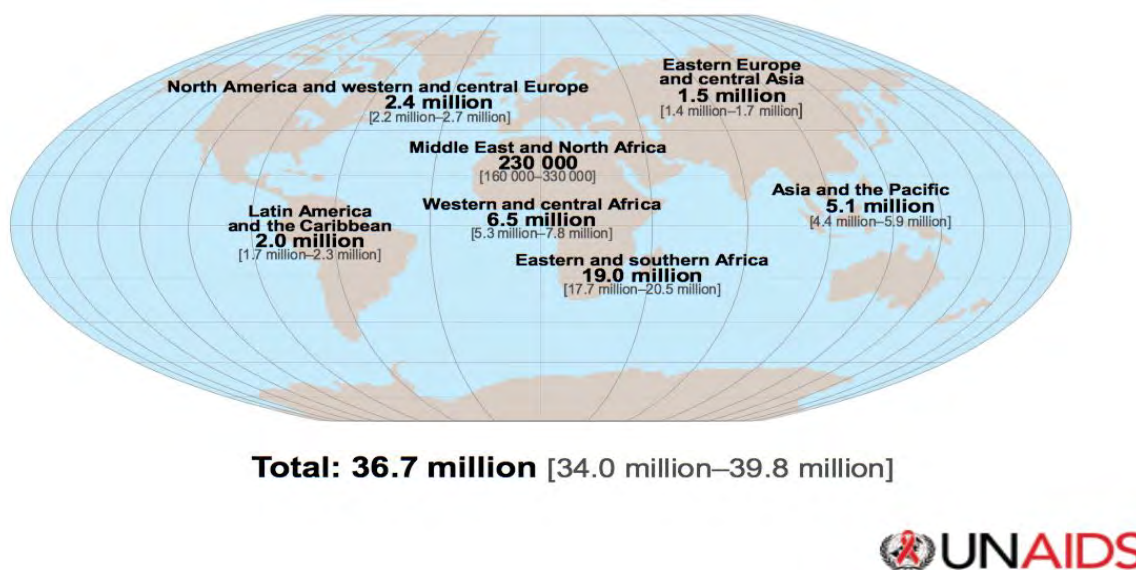 Eastern Europe
and central Asia
1.5 million
[1.4 million–1.7 million]
North America and western and central Europe
2.4 million
[2.2 million–2.7 million]
Middle East and North Africa
230 000
[160 000–330 000]
Western and central Africa
6.5 million
[5.3 million–7.8 million]
Asia and the Pacific
5.1 million
[4.4 million–5.9 million]
Latin America
and the Caribbean
2.0 million
[1.7 million–2.3 million]
Eastern and southern Africa
19.0 million
[17.7 million–20.5 million]
Total: 36.7 million [34.0 million–39.8 million]
UNAIDS